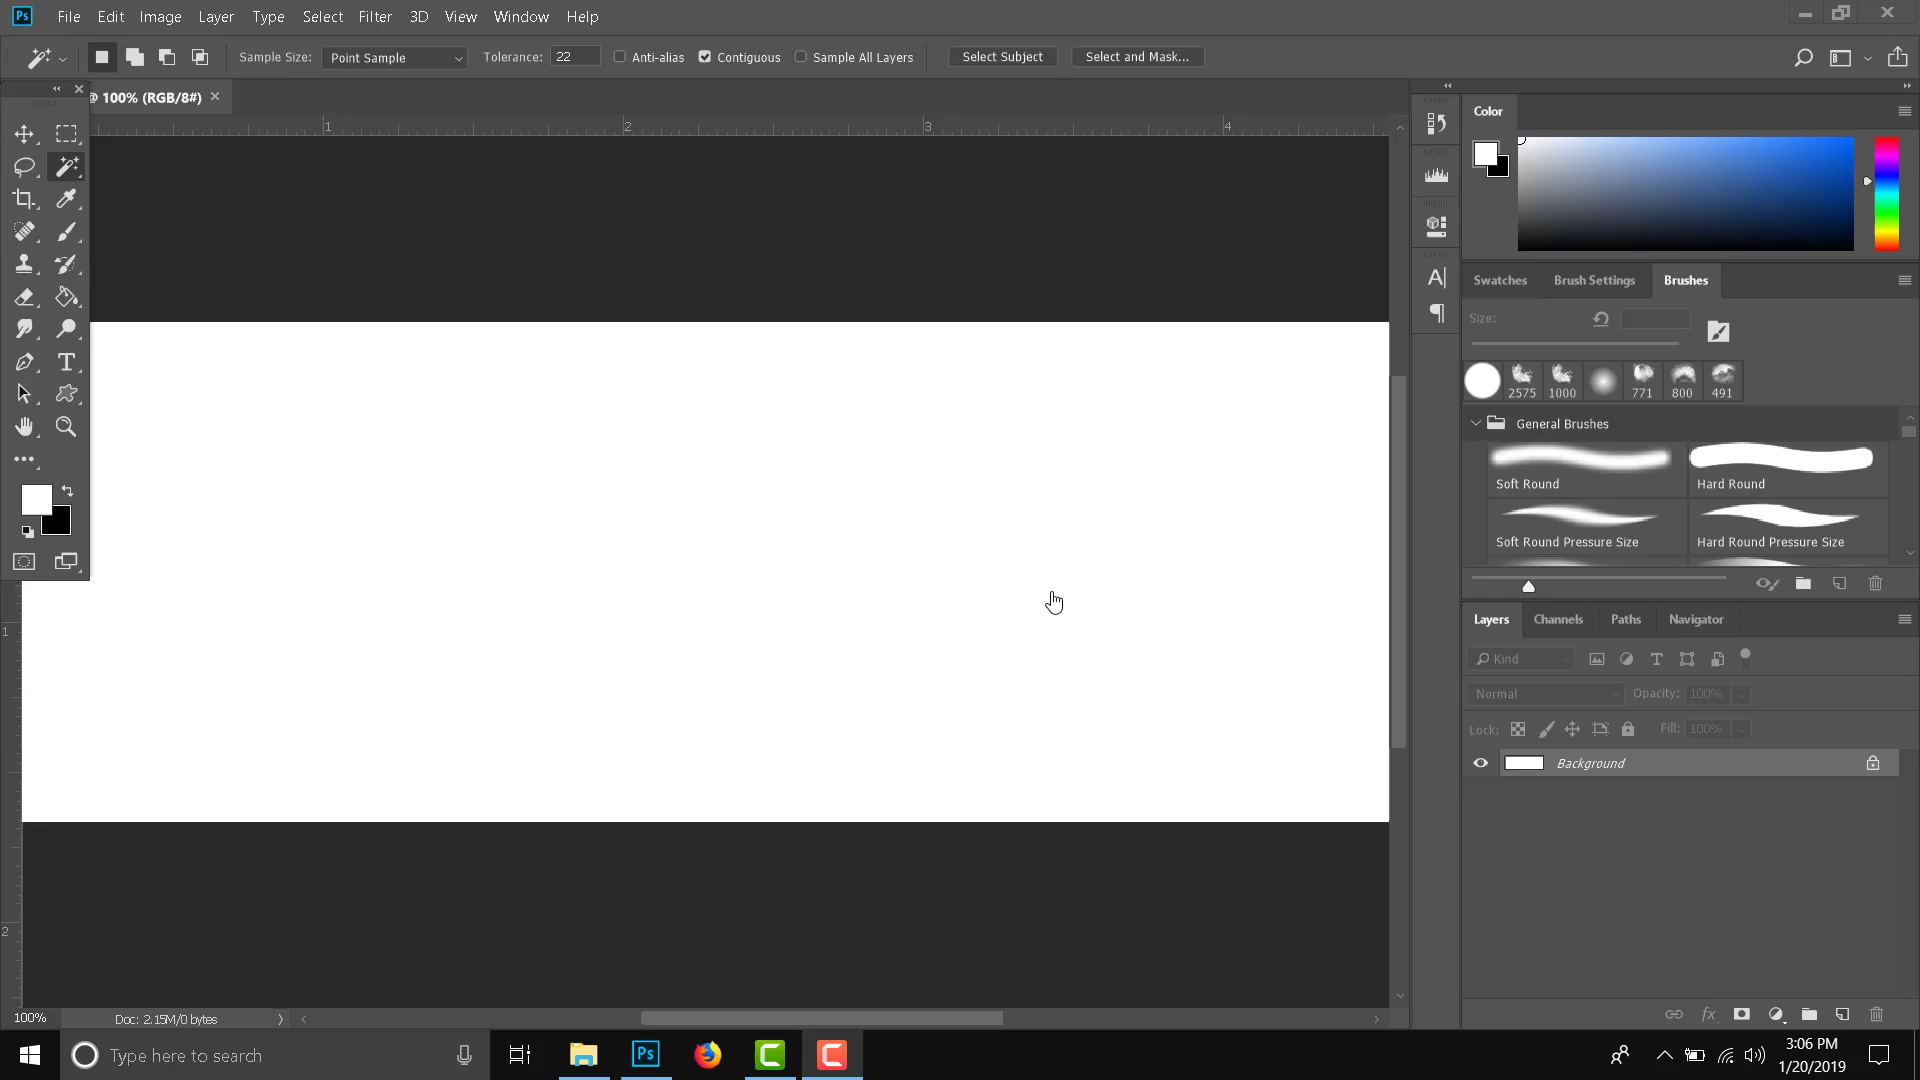 Ps File Edit Image Layer Type Select Filter 3D View Window Help
Sample Size: Point Sample Tolerance: 22 Anti-alias Contiguous Sample All Layers Select Subject Select and Mask...
@ 100% (RGB/8#)
1 2 3 4
Color
Swatches Brush Settings Brushes
Size:
2575 1000 771 800 491
General Brushes
Soft Round Hard Round
Soft Round Pressure Size Hard Round Pressure Size
Layers Channels Paths Navigator
Kind
Normal Opacity: 100%
Lock: Fill: 100%
Background
1
2
100% Doc: 2.15M/0 bytes
Type here to search
Ps
3:06 PM
1/20/2019